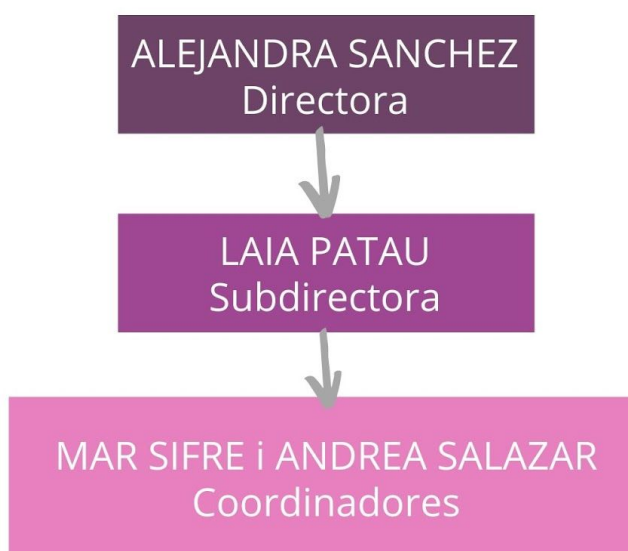 ALEJANDRA SANCHEZ
Directora
LAIA PATAU
Subdirectora
MAR SIFRE i ANDREA SALAZAR
Coordinadores